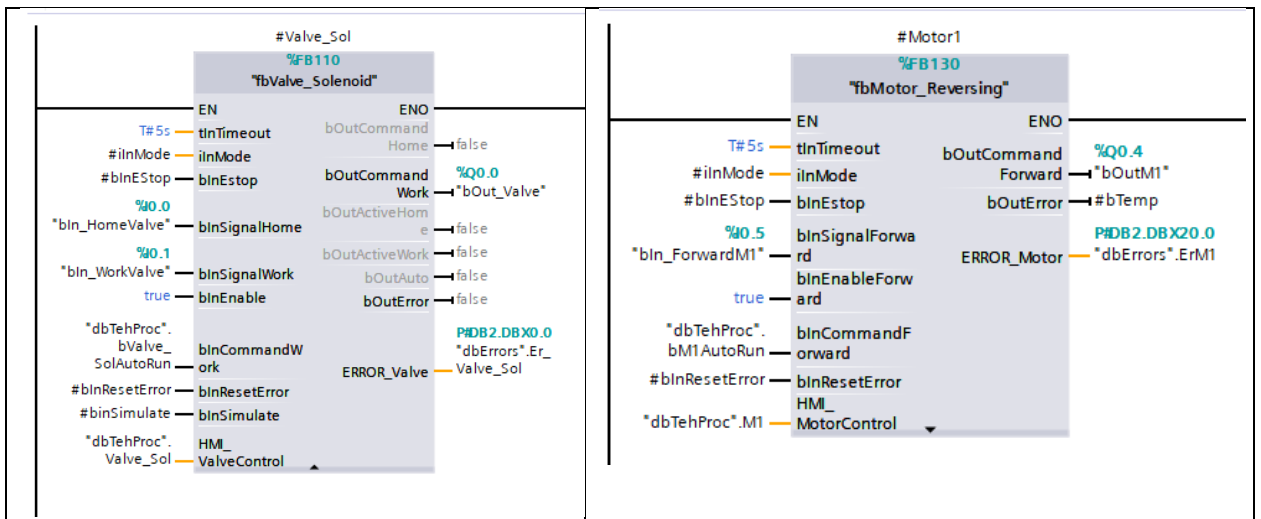 #Valve_Sol
%FB110
"fbValve_Solenoid"
EN
ENO
T#5s
tInTimeout
bOutCommand
Home
false
#iInMode
iInMode
#bInEStop
bInEstop
bOutCommand
Work
%Q0.0
"bOut_Valve"
%I0.0
"bIn_HomeValve"
bInSignalHome
bOutActiveHom
e
false
%I0.1
"bIn_WorkValve"
bInSignalWork
bOutActiveWork
false
bOutAuto
false
true
bInEnable
bOutError
false
"dbTehProc".
bValve_
SolAutoRun
bInCommandW
ork
ERROR_Valve
P#DB2.DBX0.0
"dbErrors".Er_
Valve_Sol
#bInResetError
bInResetError
#binSimulate
bInSimulate
"dbTehProc".
Valve_Sol
HMI_
ValveControl
#Motor1
%FB130
"fbMotor_Reversing"
EN
ENO
T#5s
tInTimeout
bOutCommand
Forward
%Q0.4
"bOutM1"
#iInMode
iInMode
#bInEStop
bInEstop
bOutError
#bTemp
%I0.5
"bIn_ForwardM1"
bInSignalForwa
rd
ERROR_Motor
P#DB2.DBX20.0
"dbErrors".ErM1
true
bInEnableForw
ard
"dbTehProc".
bM1AutoRun
bInCommandF
orward
#bInResetError
bInResetError
"dbTehProc".M1
HMI_
MotorControl